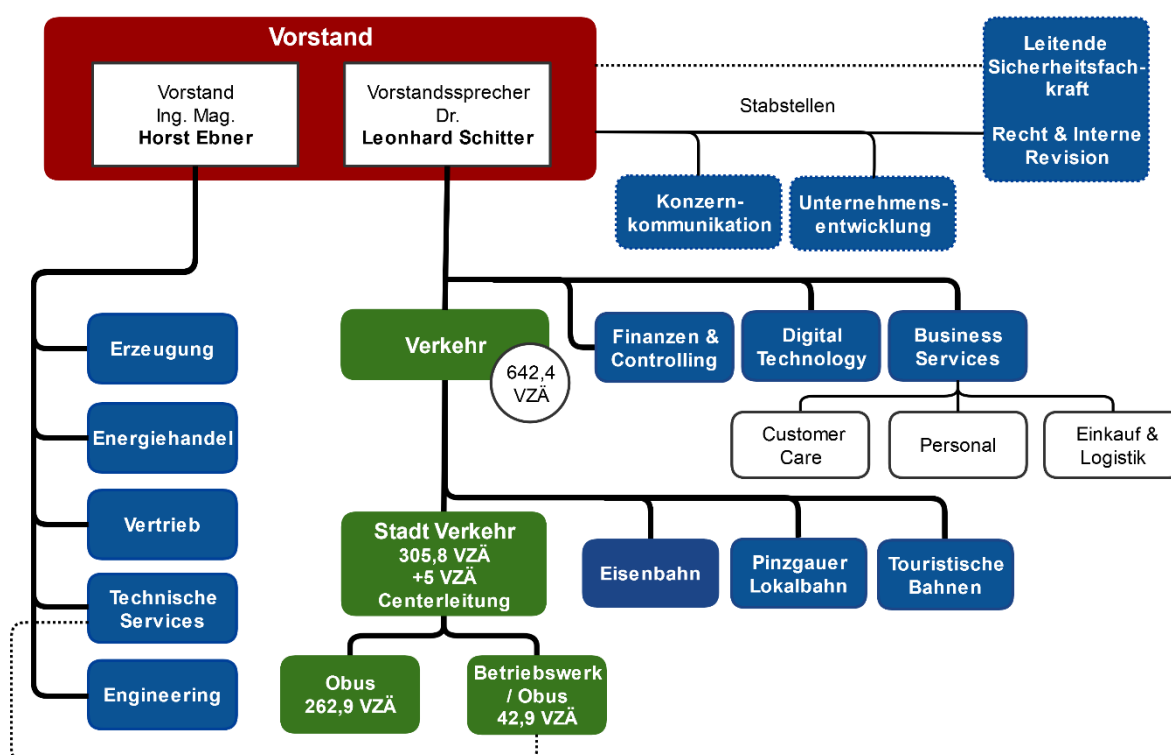 Vorstand
Vorstand
Ing. Mag.
Horst Ebner
Vorstandssprecher
Dr.
Leonhard Schitter
Leitende
Sicherheitsfach-
kraft
Recht & Interne
Revision
Stabstellen
Konzern-
kommunikation
Unternehmens-
entwicklung
Erzeugung
Energiehandel
Vertrieb
Technische
Services
Engineering
Verkehr
642,4
VZÄ
Finanzen &
Controlling
Digital
Technology
Business
Services
Customer
Care
Personal
Einkauf &
Logistik
Stadt Verkehr
305,8 VZÄ
+5 VZÄ
Centerleitung
Eisenbahn
Pinzgauer
Lokalbahn
Touristische
Bahnen
Obus
262,9 VZÄ
Betriebswerk
/ Obus
42,9 VZÄ